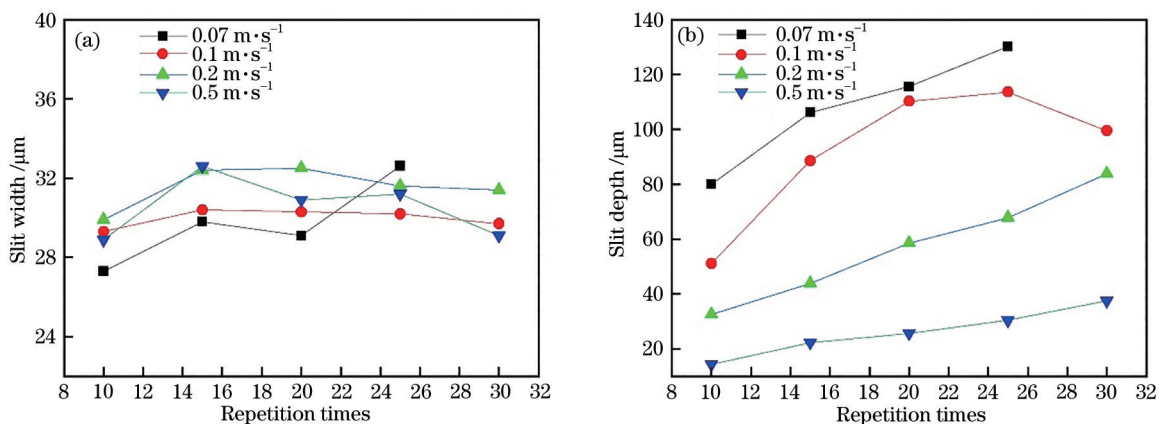 (a)
0.07 m·s⁻¹
0.1 m·s⁻¹
0.2 m·s⁻¹
0.5 m·s⁻¹
40
36
32
28
24
Slit width /μm
8 10 12 14 16 18 20 22 24 26 28 30 32
Repetition times
(b)
0.07 m·s⁻¹
0.1 m·s⁻¹
0.2 m·s⁻¹
0.5 m·s⁻¹
140
120
100
80
60
40
20
Slit depth /μm
8 10 12 14 16 18 20 22 24 26 28 30 32
Repetition times